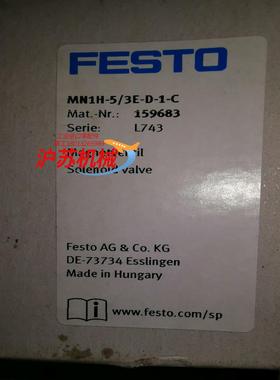 FESTO
MN1H-5/3E-D-1-C
Mat.-Nr.: 159683
Serie: L743
Solenoid valve
沪苏机械
Festo AG & Co. KG
DE-73734 Esslingen
Made in Hungary
www.festo.com/sp